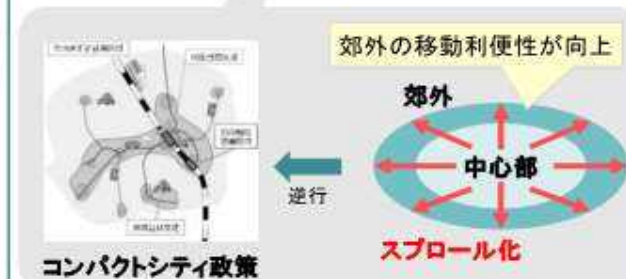 郊外の移動利便性が向上
郊外
中心部
逆行
スプロール化
コンパクトシティ政策